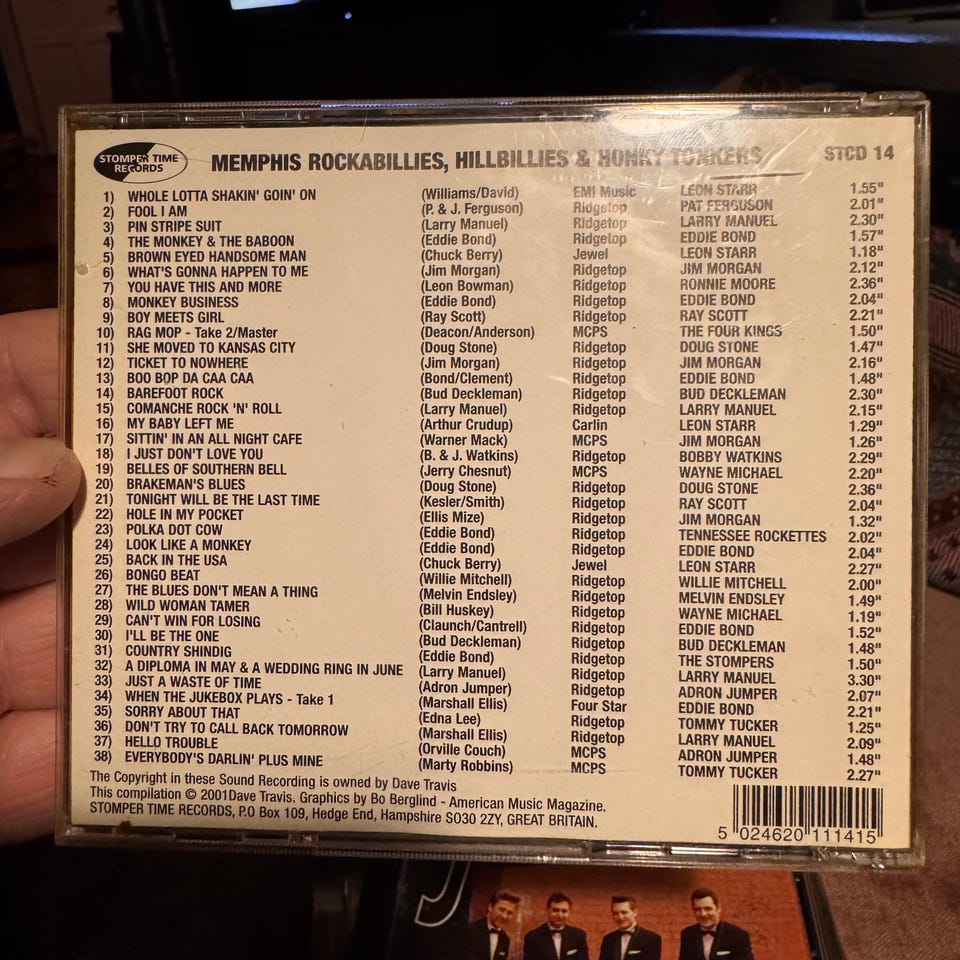 STOMPER TIME RECORDS
MEMPHIS ROCKABILLIES, HILLBILLIES & HONKY TONKERS STCD 14
1) WHOLE LOTTA SHAKIN' GOIN' ON (Williams/David) EMI Music LEON STARR 1.55"
2) FOOL I AM (P. & J. Ferguson) Ridgetop PAT FERGUSON 2.01"
3) PIN STRIPE SUIT (Larry Manuel) Ridgetop LARRY MANUEL 2.30"
4) THE MONKEY & THE BABOON (Eddie Bond) Ridgetop EDDIE BOND 1.57"
5) BROWN EYED HANDSOME MAN (Chuck Berry) Jewel LEON STARR 1.18"
6) WHAT'S GONNA HAPPEN TO ME (Jim Morgan) Ridgetop JIM MORGAN 2.12"
7) YOU HAVE THIS AND MORE (Leon Bowman) Ridgetop RONNIE MOORE 2.36"
8) MONKEY BUSINESS (Eddie Bond) Ridgetop EDDIE BOND 2.04"
9) BOY MEETS GIRL (Ray Scott) Ridgetop RAY SCOTT 2.21"
10) RAG MOP - Take 2/Master (Deacon/Anderson) MCPS THE FOUR KINGS 1.50"
11) SHE MOVED TO KANSAS CITY (Doug Stone) Ridgetop DOUG STONE 1.47"
12) TICKET TO NOWHERE (Jim Morgan) Ridgetop JIM MORGAN 2.16"
13) BOO BOP DA CAA CAA (Bond/Clement) Ridgetop EDDIE BOND 1.48"
14) BAREFOOT ROCK (Bud Deckleman) Ridgetop BUD DECKLEMAN 2.30"
15) COMANCHE ROCK 'N' ROLL (Larry Manuel) Ridgetop LARRY MANUEL 2.15"
16) MY BABY LEFT ME (Arthur Crudup) Carlin LEON STARR 1.29"
17) SITTIN' IN AN ALL NIGHT CAFE (Warner Mack) MCPS JIM MORGAN 1.26"
18) I JUST DON'T LOVE YOU (B. & J. Watkins) Ridgetop BOBBY WATKINS 2.29"
19) BELLES OF SOUTHERN BELL (Jerry Chesnut) MCPS WAYNE MICHAEL 2.20"
20) BRAKEMAN'S BLUES (Doug Stone) Ridgetop DOUG STONE 2.36"
21) TONIGHT WILL BE THE LAST TIME (Kesler/Smith) Ridgetop RAY SCOTT 2.04"
22) HOLE IN MY POCKET (Ellis Mize) Ridgetop JIM MORGAN 1.32"
23) POLKA DOT COW (Eddie Bond) Ridgetop TENNESSEE ROCKETTES 2.02"
24) LOOK LIKE A MONKEY (Eddie Bond) Ridgetop EDDIE BOND 2.04"
25) BACK IN THE USA (Chuck Berry) Jewel LEON STARR 2.27"
26) BONGO BEAT (Willie Mitchell) Ridgetop WILLIE MITCHELL 2.00"
27) THE BLUES DON'T MEAN A THING (Melvin Endsley) Ridgetop MELVIN ENDSLEY 1.49"
28) WILD WOMAN TAMER (Bill Huskey) Ridgetop WAYNE MICHAEL 1.19"
29) CAN'T WIN FOR LOSING (Claunch/Cantrell) Ridgetop EDDIE BOND 1.52"
30) I'LL BE THE ONE (Bud Deckleman) Ridgetop BUD DECKLEMAN 1.48"
31) COUNTRY SHINDIG (Eddie Bond) Ridgetop THE STOMPERS 1.50"
32) A DIPLOMA IN MAY & A WEDDING RING IN JUNE (Larry Manuel) Ridgetop LARRY MANUEL 3.30"
33) JUST A WASTE OF TIME (Adron Jumper) Ridgetop ADRON JUMPER 2.07"
34) WHEN THE JUKEBOX PLAYS - Take 1 (Marshall Ellis) Four Star EDDIE BOND 2.21"
35) SORRY ABOUT THAT (Edna Lee) Ridgetop TOMMY TUCKER 1.25"
36) DON'T TRY TO CALL BACK TOMORROW (Marshall Ellis) Ridgetop LARRY MANUEL 2.09"
37) HELLO TROUBLE (Orville Couch) MCPS ADRON JUMPER 1.48"
38) EVERYBODY'S DARLIN' PLUS MINE (Marty Robbins) MCPS TOMMY TUCKER 2.27"
The Copyright in these Sound Recording is owned by Dave Travis
This compilation © 2001Dave Travis. Graphics by Bo Berglind - American Music Magazine.
STOMPER TIME RECORDS, P.O Box 109, Hedge End, Hampshire SO30 2ZY, GREAT BRITAIN.
5 024620 111415